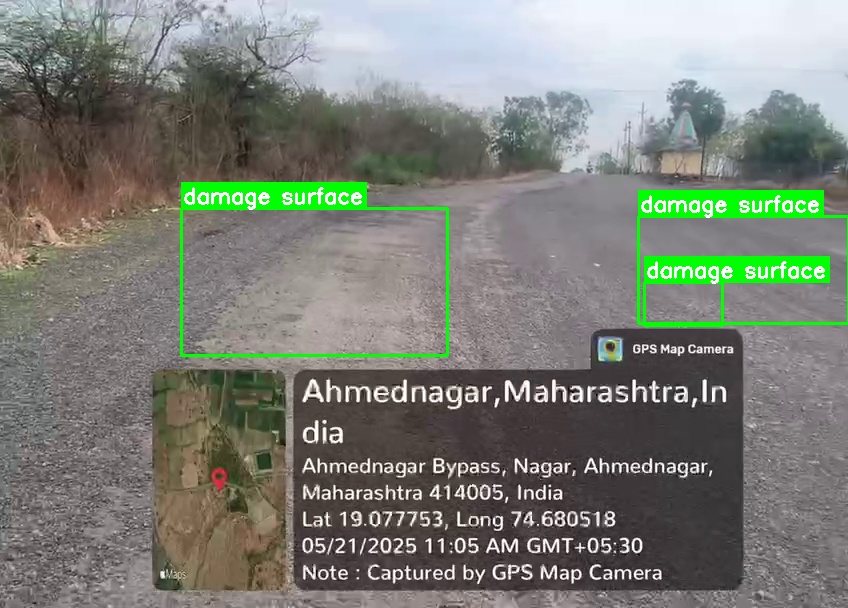 damage surface
damage surface
damage surface
GPS Map Camera
Ahmednagar,Maharashtra,In
dia
Ahmednagar Bypass, Nagar, Ahmednagar,
Maharashtra 414005, India
Lat 19.077753, Long 74.680518
05/21/2025 11:05 AM GMT+05:30
Note : Captured by GPS Map Camera
Maps